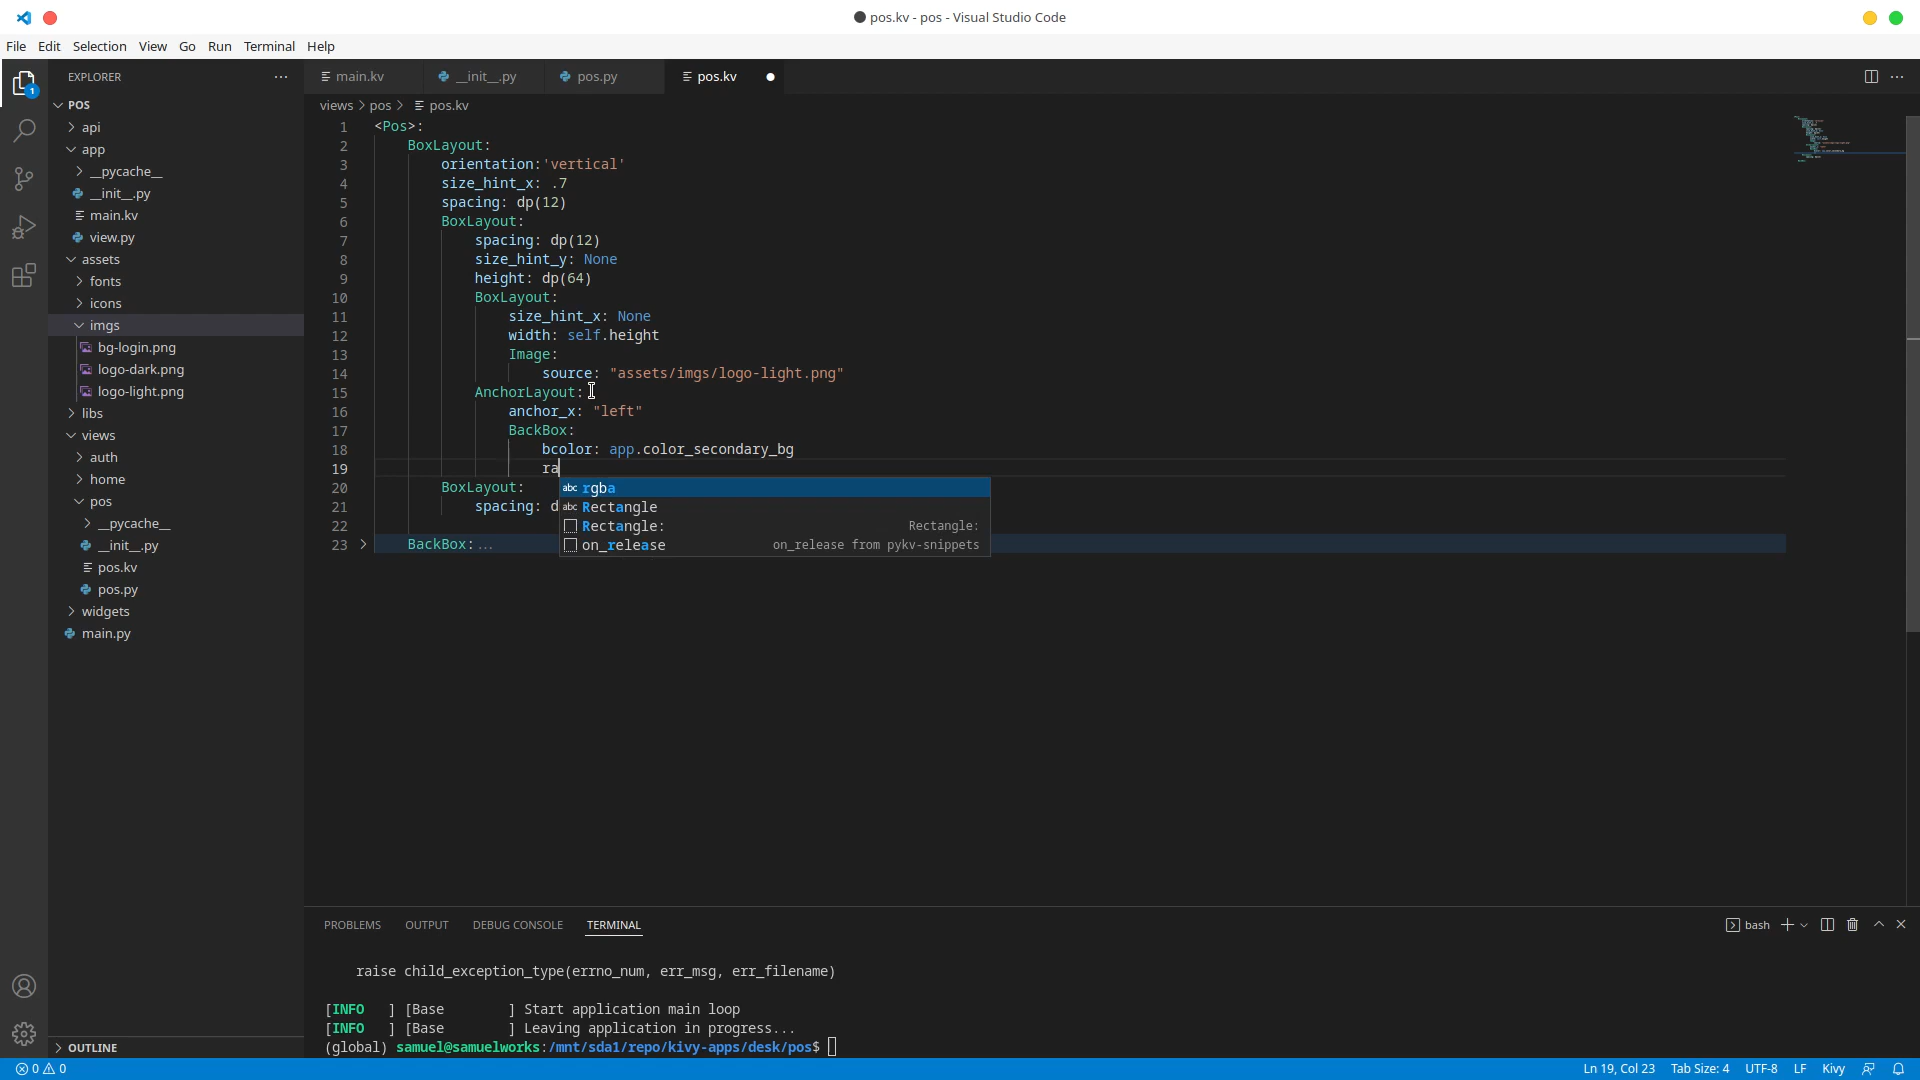 pos.kv - pos - Visual Studio Code
File Edit Selection View Go Run Terminal Help
EXPLORER
POS
api
app
__pycache__
__init__.py
main.kv
view.py
assets
fonts
icons
imgs
bg-login.png
logo-dark.png
logo-light.png
libs
views
auth
home
pos
__pycache__
__init__.py
pos.kv
pos.py
widgets
main.py
OUTLINE
1
main.kv __init__.py pos.py pos.kv
views > pos > pos.kv
1 <Pos>:
2 BoxLayout:
3 orientation:'vertical'
4 size_hint_x: .7
5 spacing: dp(12)
6 BoxLayout:
7 spacing: dp(12)
8 size_hint_y: None
9 height: dp(64)
10 BoxLayout:
11 size_hint_x: None
12 width: self.height
13 Image:
14 source: "assets/imgs/logo-light.png"
15 AnchorLayout:
16 anchor_x: "left"
17 BackBox:
18 bcolor: app.color_secondary_bg
19 ra
20 BoxLayout:
21 spacing: d
22
23 BackBox:...
abc rgba
abc Rectangle
Rectangle: Rectangle:
on_release on_release from pykv-snippets
PROBLEMS OUTPUT DEBUG CONSOLE TERMINAL
bash
raise child_exception_type(errno_num, err_msg, err_filename)
[INFO ] [Base ] Start application main loop
[INFO ] [Base ] Leaving application in progress...
(global) samuel@samuelworks:/mnt/sda1/repo/kivy-apps/desk/pos$
0 0 Ln 19, Col 23 Tab Size: 4 UTF-8 LF Kivy